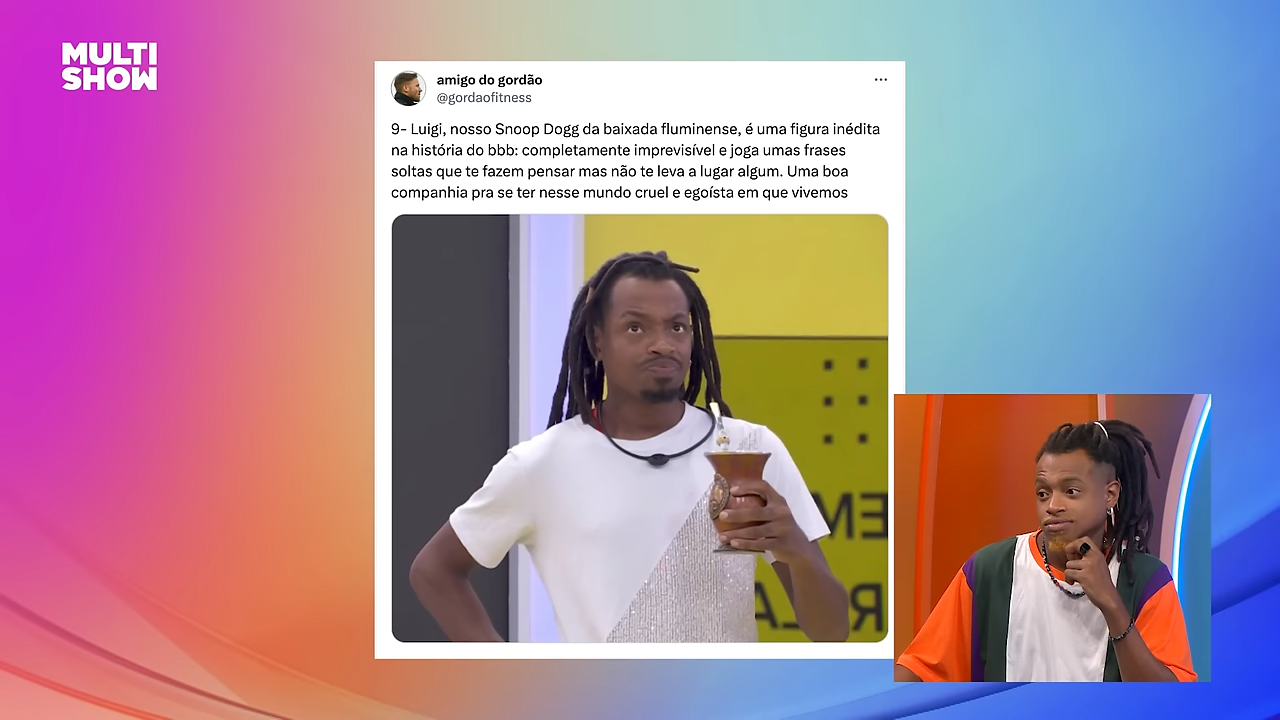 MULTI
SHOW
amigo do gordão
@gordaofitness
9- Luigi, nosso Snoop Dogg da baixada fluminense, é uma figura inédita
na história do bbb: completamente imprevisível e joga umas frases
soltas que te fazem pensar mas não te leva a lugar algum. Uma boa
companhia pra se ter nesse mundo cruel e egoísta em que vivemos